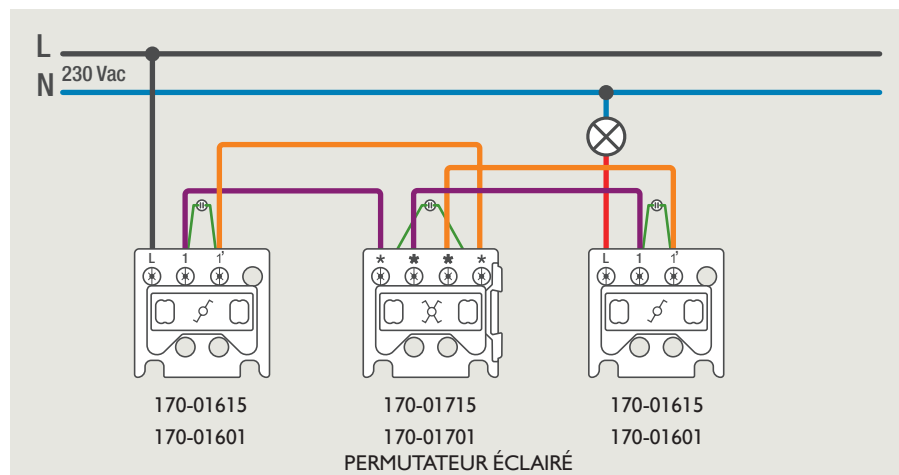 L
N 230 Vac
L 1 1'
* * * *
L 1 1'
170-01615
170-01601
170-01715
170-01701
170-01615
170-01601
PERMUTATEUR ÉCLAIRÉ